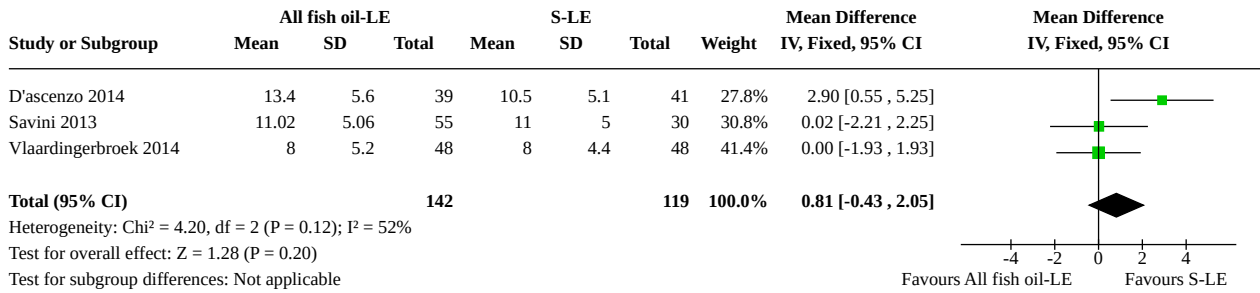 All fish oil-LE S-LE Mean Difference Mean Difference
Study or Subgroup Mean SD Total Mean SD Total Weight IV, Fixed, 95% CI IV, Fixed, 95% CI
D'ascenzo 2014 13.4 5.6 39 10.5 5.1 41 27.8% 2.90 [0.55 , 5.25]
Savini 2013 11.02 5.06 55 11 5 30 30.8% 0.02 [-2.21 , 2.25]
Vlaardingerbroek 2014 8 5.2 48 8 4.4 48 41.4% 0.00 [-1.93 , 1.93]
Total (95% CI) 142 119 100.0% 0.81 [-0.43 , 2.05]
Heterogeneity: Chi² = 4.20, df = 2 (P = 0.12); I² = 52%
Test for overall effect: Z = 1.28 (P = 0.20) -4 -2 0 2 4
Test for subgroup differences: Not applicable Favours All fish oil-LE Favours S-LE